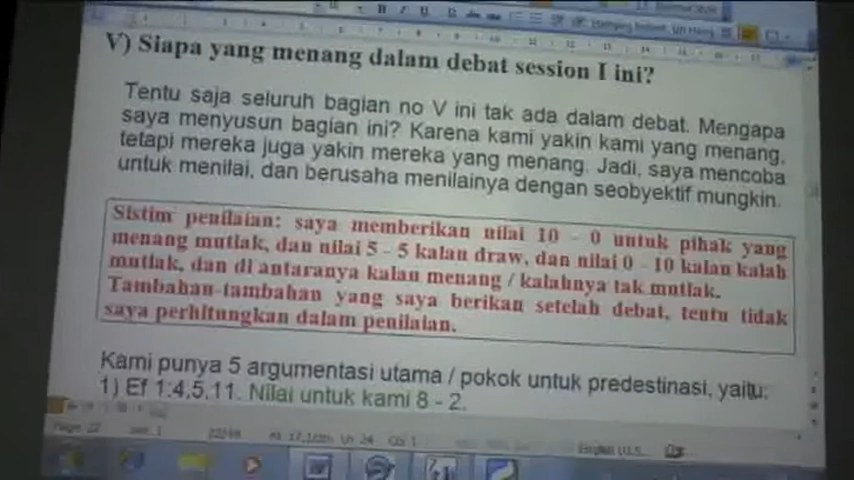 V) Siapa yang menang dalam debat session I ini?
Tentu saja seluruh bagian no V ini tak ada dalam debat. Mengapa
saya menyusun bagian ini? Karena kami yakin kami yang menang,
tetapi mereka juga yakin mereka yang menang. Jadi, saya mencoba
untuk menilai, dan berusaha menilainya dengan seobyektif mungkin.
Sistim penilaian: saya memberikan nilai 10 - 0 untuk pihak yang
menang mutlak, dan nilai 5 - 5 kalau draw, dan nilai 0 - 10 kalau kalah
mutlak, dan di antaranya kalau menang / kalahnya tak mutlak.
Tambahan-tambahan yang saya berikan setelah debat, tentu tidak
saya perhitungkan dalam penilaian.
Kami punya 5 argumentasi utama / pokok untuk predestinasi, yaitu:
1) Ef 1:4,5,11. Nilai untuk kami 8 - 2.
English (U.S.